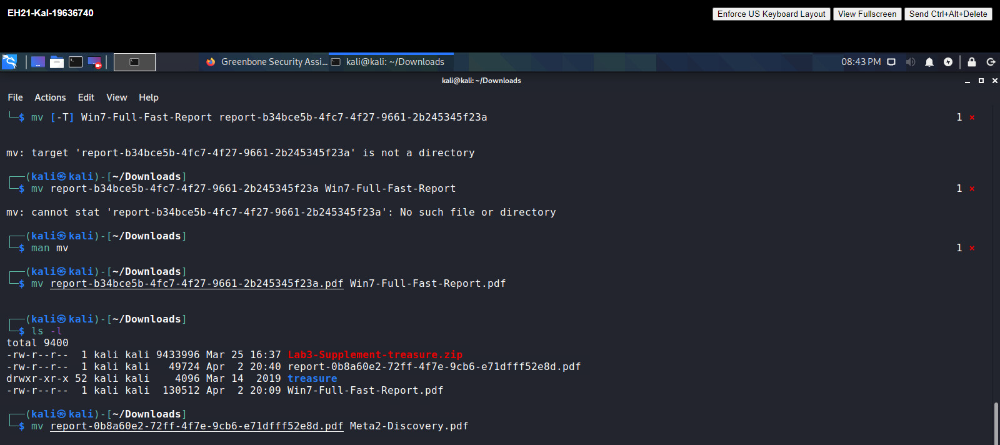 EH21-Kal-19636740
Enforce US Keyboard Layout View Fullscreen Send Ctrl+Alt+Delete
Greenbone Security Assi... kali@kali: ~/Downloads 08:43 PM
kali@kali: ~/Downloads
File Actions Edit View Help
└─$ mv [-T] Win7-Full-Fast-Report report-b34bce5b-4fc7-4f27-9661-2b245345f23a 1 ⨯
mv: target 'report-b34bce5b-4fc7-4f27-9661-2b245345f23a' is not a directory
┌──(kali㉿kali)-[~/Downloads]
└─$ mv report-b34bce5b-4fc7-4f27-9661-2b245345f23a Win7-Full-Fast-Report 1 ⨯
mv: cannot stat 'report-b34bce5b-4fc7-4f27-9661-2b245345f23a': No such file or directory
┌──(kali㉿kali)-[~/Downloads]
└─$ man mv 1 ⨯
┌──(kali㉿kali)-[~/Downloads]
└─$ mv report-b34bce5b-4fc7-4f27-9661-2b245345f23a.pdf Win7-Full-Fast-Report.pdf
┌──(kali㉿kali)-[~/Downloads]
└─$ ls -l
total 9400
-rw-r--r--  1 kali kali 9433996 Mar 25 16:37 Lab3-Supplement-treasure.zip
-rw-r--r--  1 kali kali   49724 Apr  2 20:40 report-0b8a60e2-72ff-4f7e-9cb6-e71dfff52e8d.pdf
drwxr-xr-x 52 kali kali    4096 Mar 14  2019 treasure
-rw-r--r--  1 kali kali  130512 Apr  2 20:09 Win7-Full-Fast-Report.pdf
┌──(kali㉿kali)-[~/Downloads]
└─$ mv report-0b8a60e2-72ff-4f7e-9cb6-e71dfff52e8d.pdf Meta2-Discovery.pdf